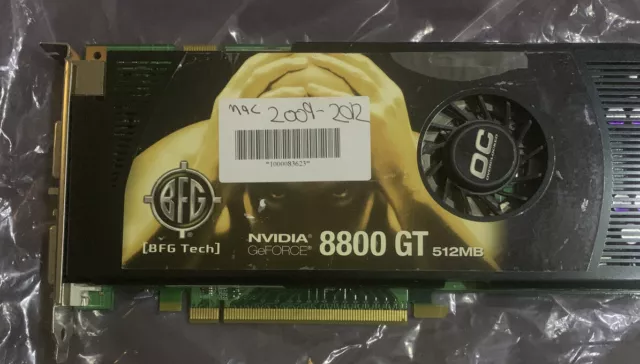 mac 2009-2012
*1000083623*
OC
BFG
[BFG Tech]
NVIDIA®
GeFORCE®
8800 GT 512MB